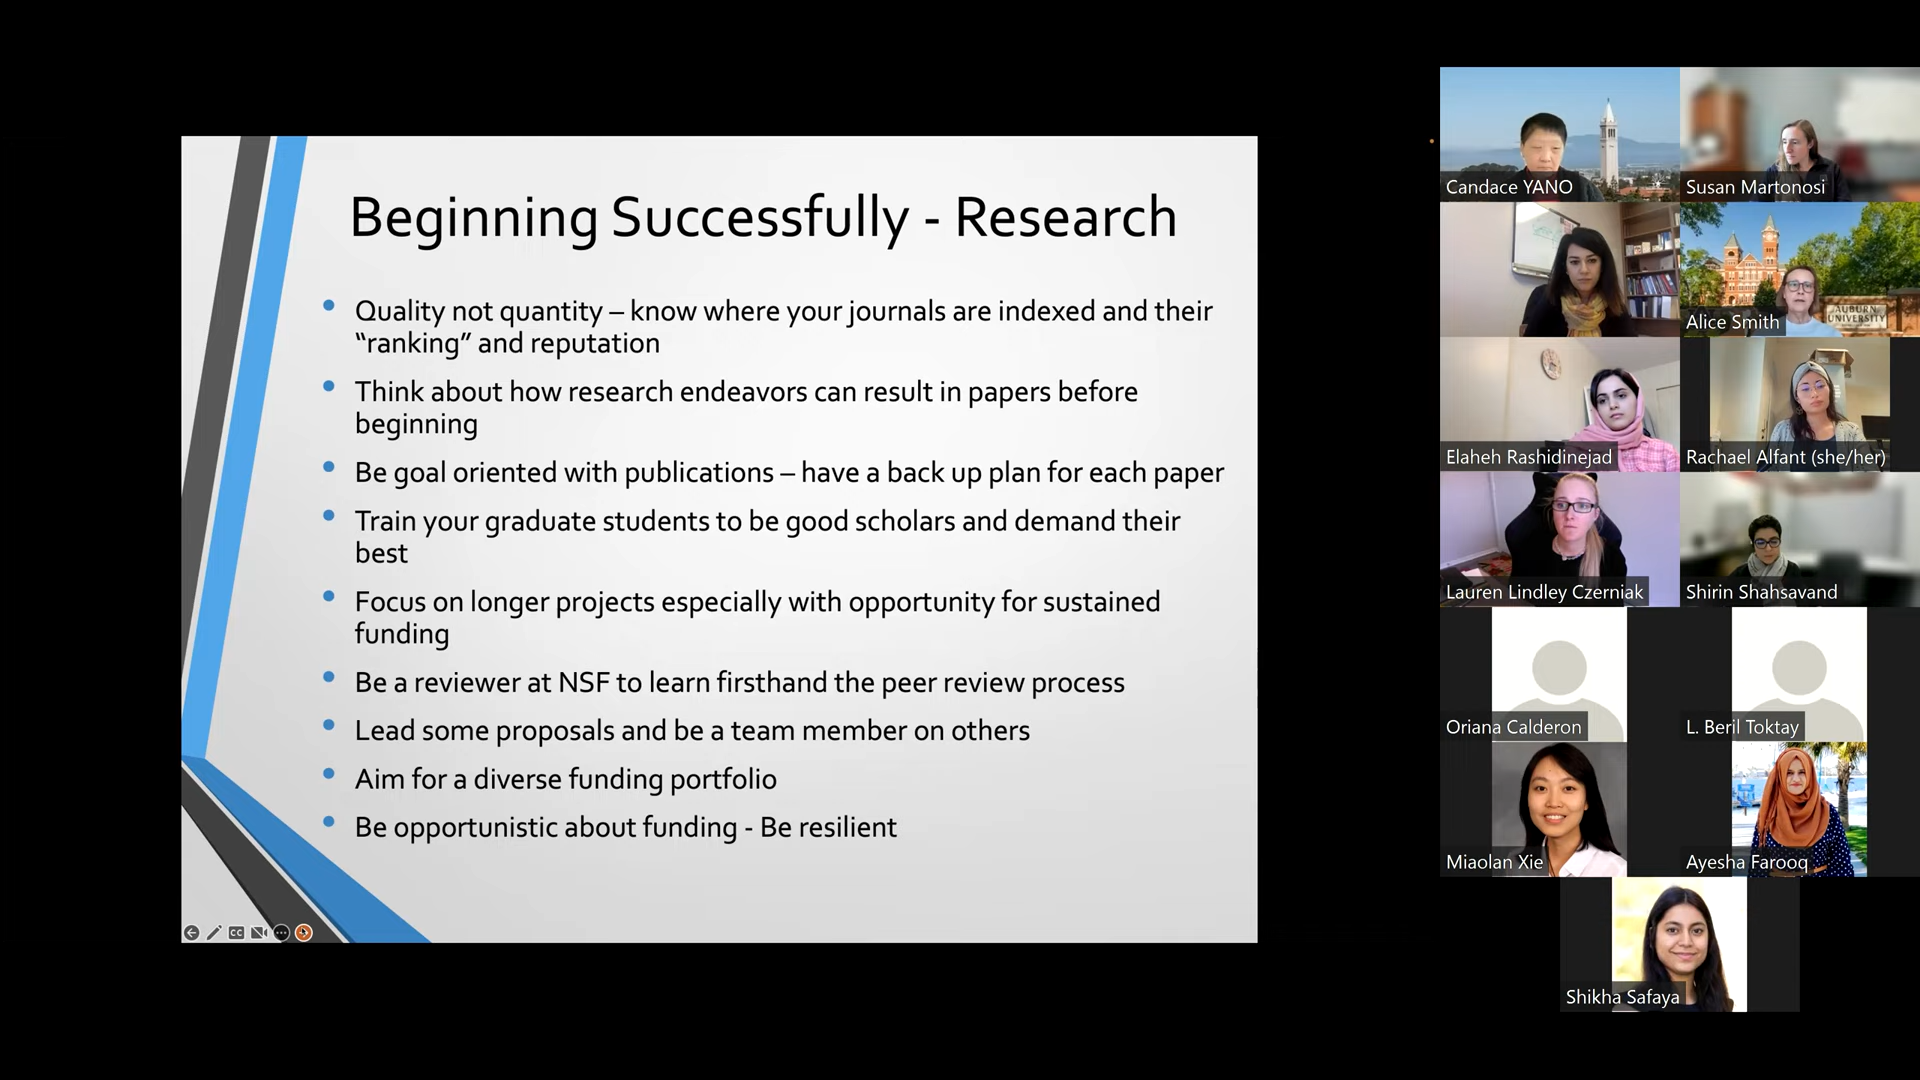 Beginning Successfully - Research
Quality not quantity – know where your journals are indexed and their
“ranking” and reputation
Think about how research endeavors can result in papers before
beginning
Be goal oriented with publications – have a back up plan for each paper
Train your graduate students to be good scholars and demand their
best
Focus on longer projects especially with opportunity for sustained
funding
Be a reviewer at NSF to learn firsthand the peer review process
Lead some proposals and be a team member on others
Aim for a diverse funding portfolio
Be opportunistic about funding - Be resilient
CC
Candace YANO
Susan Martonosi
AUBURN
UNIVERSITY
Alice Smith
Elaheh Rashidinejad
Rachael Alfant (she/her)
Lauren Lindley Czerniak
Shirin Shahsavand
Oriana Calderon
L. Beril Toktay
Miaolan Xie
Ayesha Farooq
Shikha Safaya